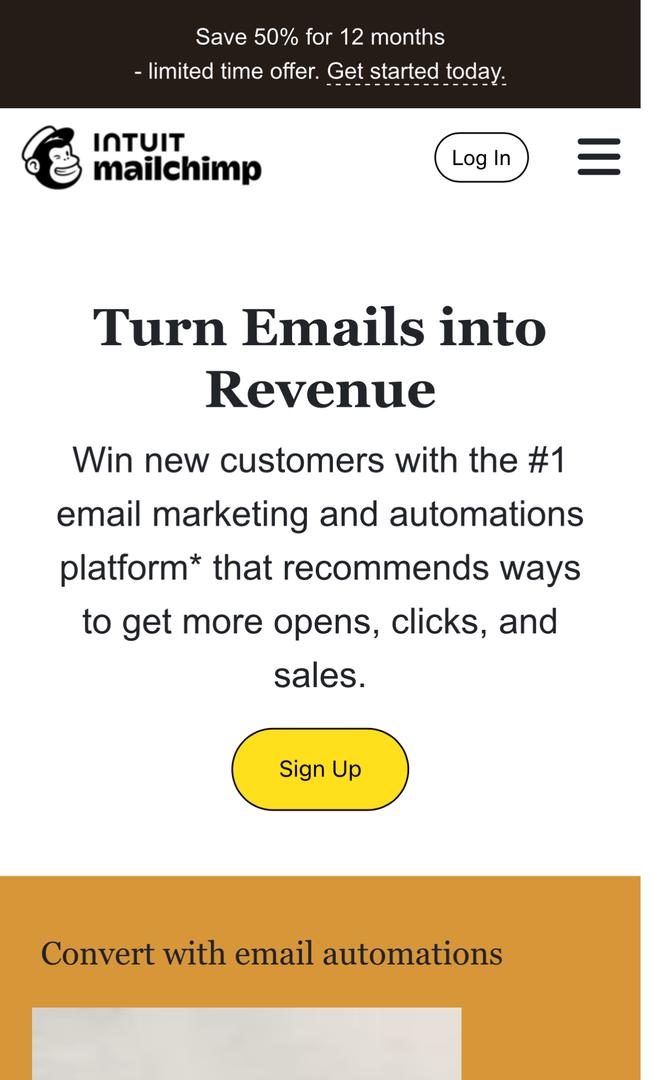 Save 50% for 12 months
- limited time offer. Get started today.
INTUIT
mailchimp
Log In
Turn Emails into
Revenue
Win new customers with the #1
email marketing and automations
platform* that recommends ways
to get more opens, clicks, and
sales.
Sign Up
Convert with email automations